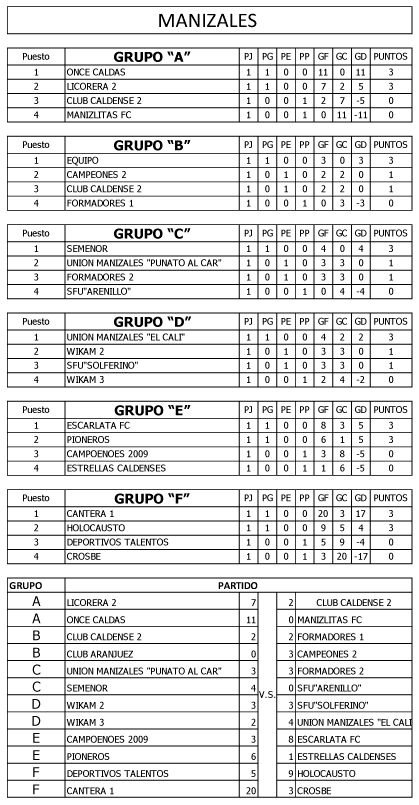 MANIZALES
Puesto GRUPO "A" PJ PG PE PP GF GC GD PUNTOS
1 ONCE CALDAS 1 1 0 0 11 0 11 3
2 LICORERA 2 1 1 0 0 7 2 5 3
3 CLUB CALDENSE 2 1 0 0 1 2 7 -5 0
4 MANIZLITAS FC 1 0 0 1 0 11 -11 0
Puesto GRUPO "B" PJ PG PE PP GF GC GD PUNTOS
1 EQUIPO 1 1 0 0 3 0 3 3
2 CAMPEONES 2 1 0 1 0 2 2 0 1
3 CLUB CALDENSE 2 1 0 1 0 2 2 0 1
4 FORMADORES 1 1 0 0 1 0 3 -3 0
Puesto GRUPO "C" PJ PG PE PP GF GC GD PUNTOS
1 SEMENOR 1 1 0 0 4 0 4 3
2 UNION MANIZALES "PUNATO AL CAR" 1 0 1 0 3 3 0 1
3 FORMADORES 2 1 0 1 0 3 3 0 1
4 SFU"ARENILLO" 1 0 0 1 0 4 -4 0
Puesto GRUPO "D" PJ PG PE PP GF GC GD PUNTOS
1 UNION MANIZALES "EL CALI" 1 1 0 0 4 2 2 3
2 WIKAM 2 1 0 1 0 3 3 0 1
3 SFU"SOLFERINO" 1 0 1 0 3 3 0 1
4 WIKAM 3 1 0 0 1 2 4 -2 0
Puesto GRUPO "E" PJ PG PE PP GF GC GD PUNTOS
1 ESCARLATA FC 1 1 0 0 8 3 5 3
2 PIONEROS 1 1 0 0 6 1 5 3
3 CAMPOENOES 2009 1 0 0 1 3 8 -5 0
4 ESTRELLAS CALDENSES 1 0 0 1 1 6 -5 0
Puesto GRUPO "F" PJ PG PE PP GF GC GD PUNTOS
1 CANTERA 1 1 1 0 0 20 3 17 3
2 HOLOCAUSTO 1 1 0 0 9 5 4 3
3 DEPORTIVOS TALENTOS 1 0 0 1 5 9 -4 0
4 CROSBE 1 0 0 1 3 20 -17 0
GRUPO PARTIDO
A LICORERA 2 7 2 CLUB CALDENSE 2
A ONCE CALDAS 11 0 MANIZLITAS FC
B CLUB CALDENSE 2 2 2 FORMADORES 1
B CLUB ARANJUEZ 0 3 CAMPEONES 2
C UNION MANIZALES "PUNATO AL CAR" 3 3 FORMADORES 2
C SEMENOR 4 V.S. 0 SFU"ARENILLO"
D WIKAM 2 3 3 SFU"SOLFERINO"
D WIKAM 3 2 4 UNION MANIZALES "EL CALI
E CAMPOENOES 2009 3 8 ESCARLATA FC
E PIONEROS 6 1 ESTRELLAS CALDENSES
F DEPORTIVOS TALENTOS 5 9 HOLOCAUSTO
F CANTERA 1 20 3 CROSBE